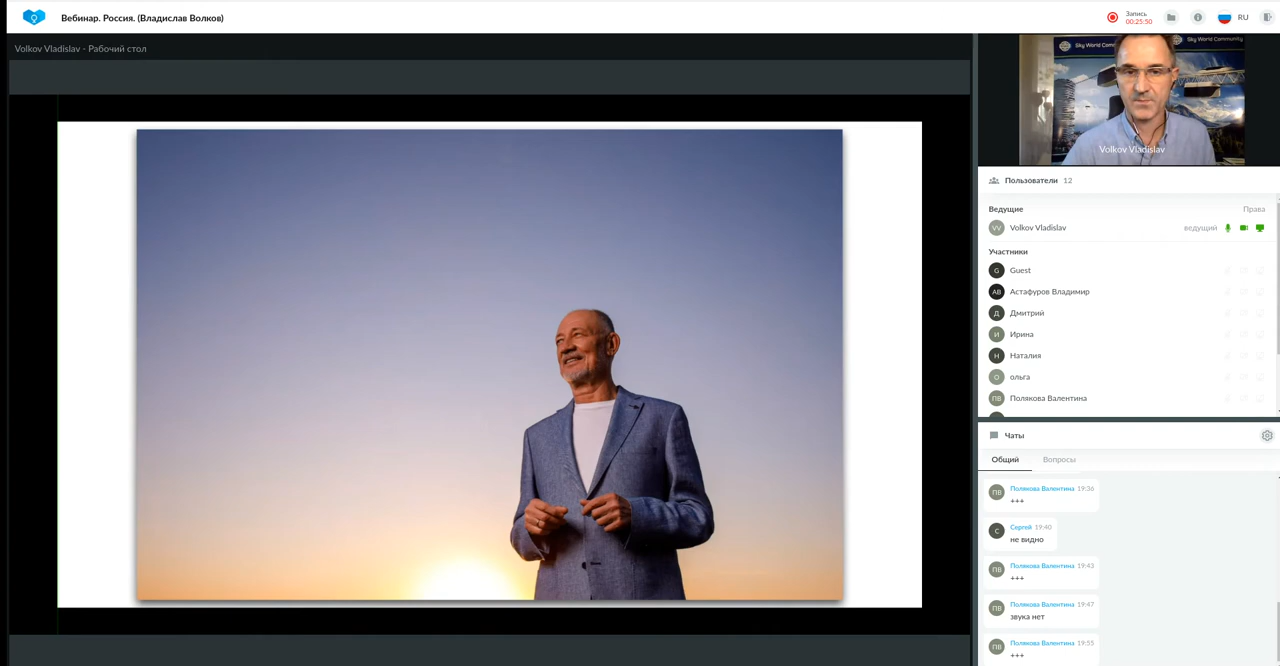 Вебинар. Россия. (Владислав Волков)
Запись
00:25:50
RU
Volkov Vladislav - Рабочий стол
Sky World Community
Volkov Vladislav
Пользователи 12
Ведущие Права
VV Volkov Vladislav ведущий
Участники
G Guest
АВ Астафуров Владимир
Д Дмитрий
И Ирина
Н Наталия
О ольга
ПВ Полякова Валентина
Чаты
Общий Вопросы
ПВ Полякова Валентина 19:36
+++
С Сергей 19:40
не видно
ПВ Полякова Валентина 19:43
+++
ПВ Полякова Валентина 19:47
звука нет
ПВ Полякова Валентина 19:55
+++